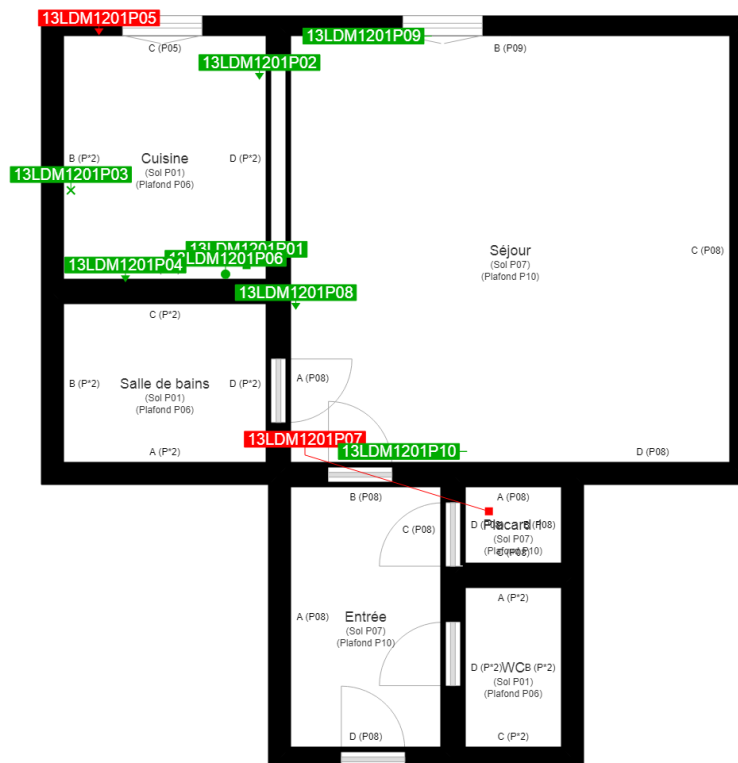 13LDM1201P05
13LDM1201P09
C (P05)
B (P09)
13LDM1201P02
B (P*2)
Cuisine
D (P*2)
(Sol P01)
(Plafond P06)
13LDM1201P03
13LDM1201P01
13LDM1201P06
13LDM1201P04
Séjour
(Sol P07)
(Plafond P10)
C (P08)
13LDM1201P08
C (P*2)
A (P08)
B (P*2)
Salle de bains
D (P*2)
(Sol P01)
(Plafond P06)
13LDM1201P07
13LDM1201P10
A (P*2)
D (P08)
B (P08)
A (P08)
C (P08)
Placard
(Sol P07)
(Plafond P10)
C (P08)
A (P*2)
A (P08)
Entrée
(Sol P07)
(Plafond P10)
D (P*2)
WC
B (P*2)
(Sol P01)
(Plafond P06)
D (P08)
C (P*2)